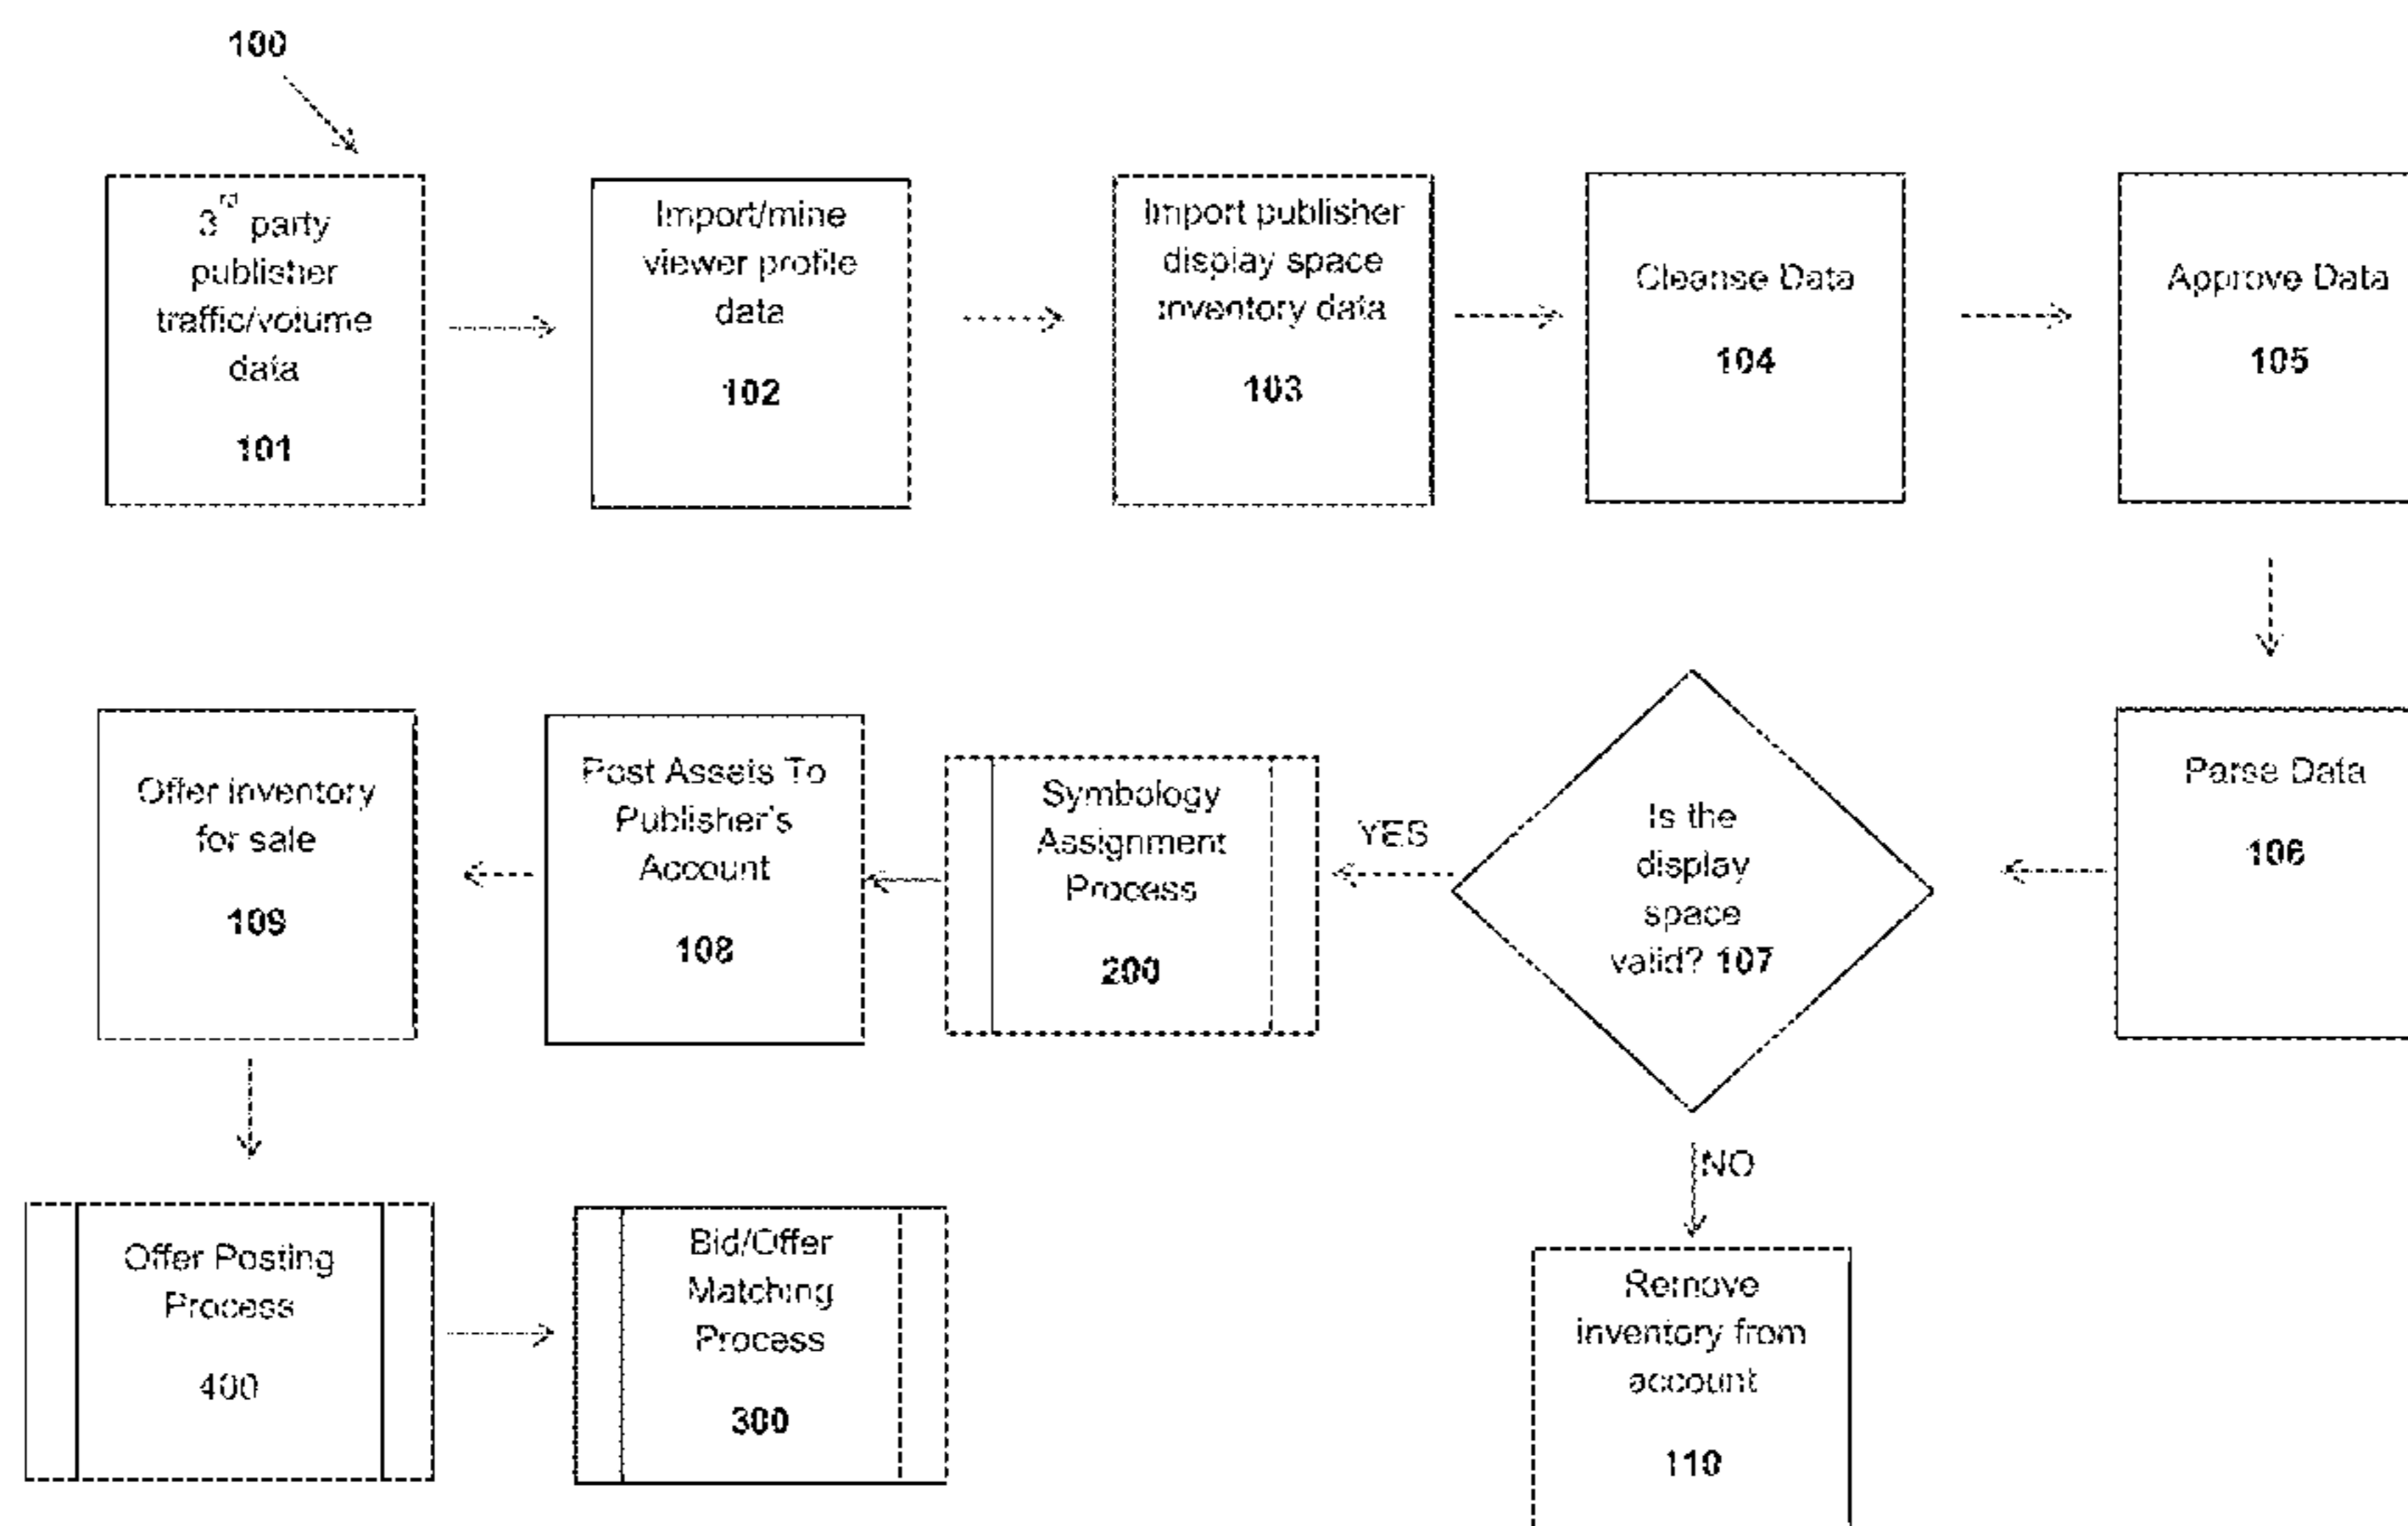 100
3rd party
publisher
traffic/volume
data
101
Import/mine
viewer profile
data
102
Import publisher
display space
inventory data
103
Cleanse Data
104
Approve Data
105
Offer inventory
for sale
109
Post Assets To
Publisher's
Account
108
Symbology
Assignment
Process
200
YES
Is the
display
space
valid? 107
Parse Data
106
NO
Offer Posting
Process
400
Bid/Offer
Matching
Process
300
Remove
inventory from
account
110